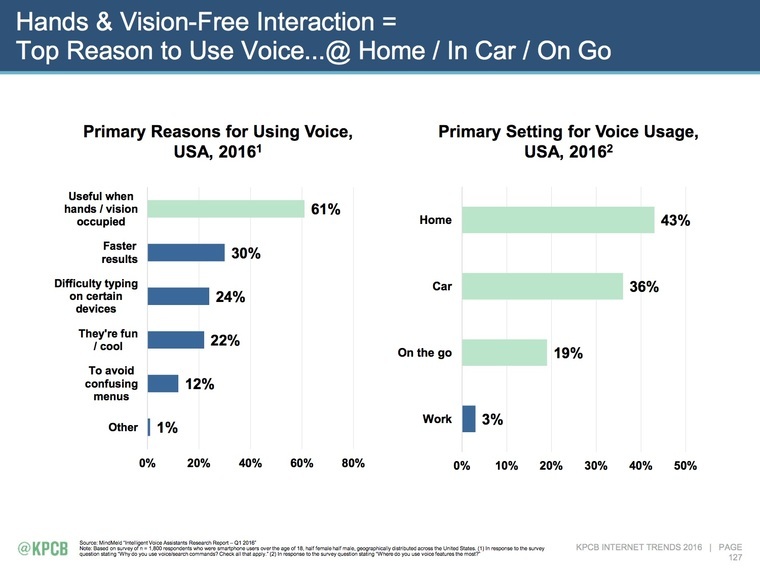 Hands & Vision-Free Interaction =
Top Reason to Use Voice...@ Home / In Car / On Go
Primary Reasons for Using Voice,
USA, 2016¹
Useful when
hands / vision
occupied
61%
Faster
results
30%
Difficulty typing
on certain
devices
24%
They're fun
/ cool
22%
To avoid
confusing
menus
12%
Other
1%
0% 20% 40% 60% 80%
Primary Setting for Voice Usage,
USA, 2016²
Home
43%
Car
36%
On the go
19%
Work
3%
0% 10% 20% 30% 40% 50%
@KPCB
Source: MindMeld "Intelligent Voice Assistants Research Report – Q1 2016"
Note: Based on survey of n = 1,800 respondents who were smartphone users over the age of 18, half female half male, geographically distributed across the United States. (1) In response to the survey
question stating "Why do you use voice/search commands? Check all that apply." (2) In response to the survey question stating "Where do you use voice features the most?"
KPCB INTERNET TRENDS 2016 | PAGE
127